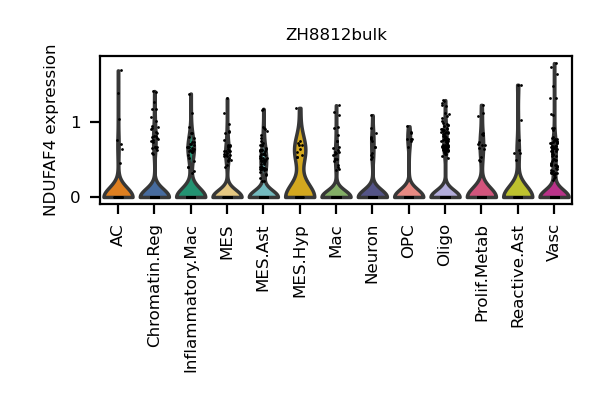 ZH8812bulk
NDUFAF4 expression
1
0
AC
Chromatin.Reg
Inflammatory.Mac
MES
MES.Ast
MES.Hyp
Mac
Neuron
OPC
Oligo
Prolif.Metab
Reactive.Ast
Vasc